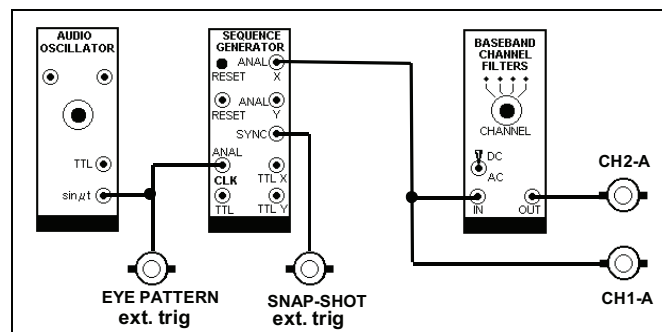 AUDIO
OSCILLATOR
TTL
sinμt
SEQUENCE
GENERATOR
ANAL
X
RESET
ANAL
Y
RESET
SYNC
ANAL
CLK
TTL X
TTL
TTL Y
BASEBAND
CHANNEL
FILTERS
CHANNEL
DC
AC
IN
OUT
CH2-A
CH1-A
EYE PATTERN
ext. trig
SNAP-SHOT
ext. trig